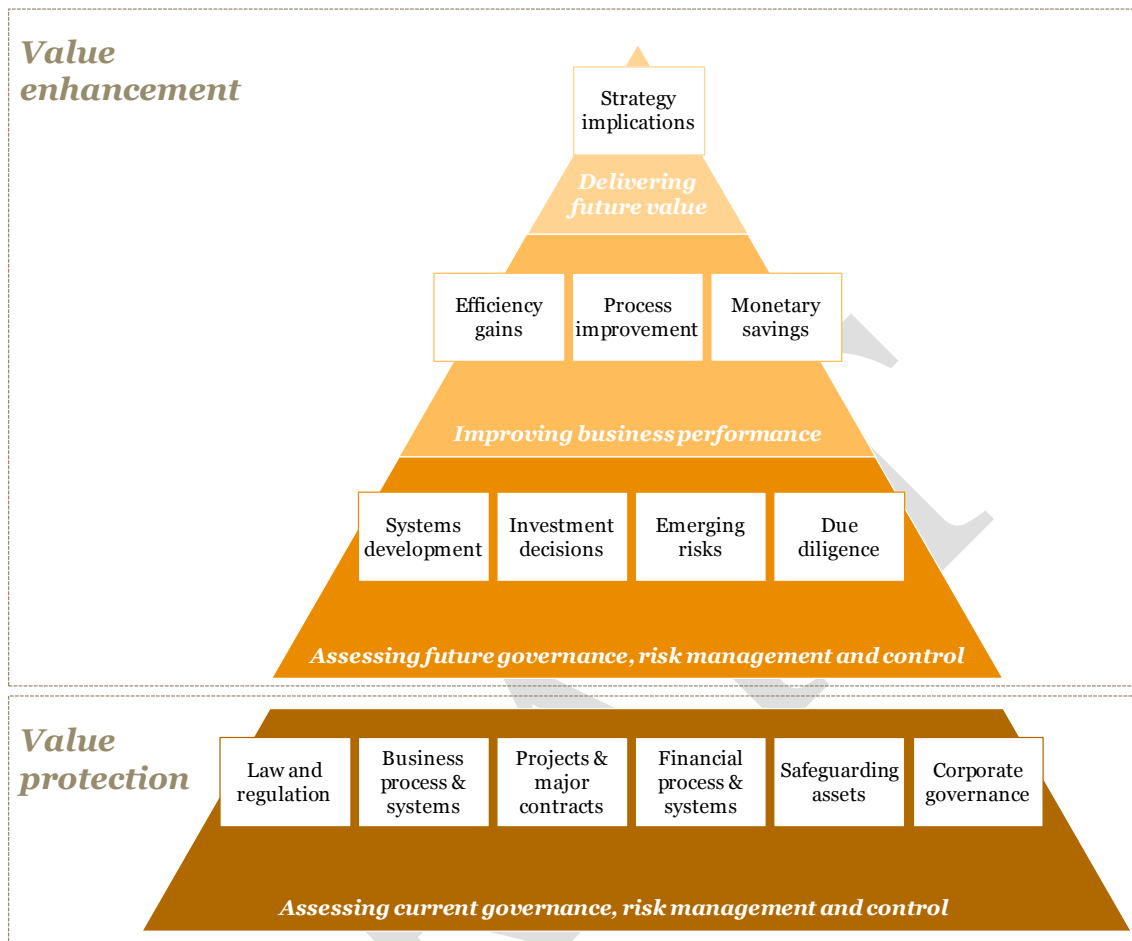 Value
enhancement
Strategy
implications
Delivering
future value
Efficiency
gains
Process
improvement
Monetary
savings
Improving business performance
Systems
development
Investment
decisions
Emerging
risks
Due
diligence
Assessing future governance, risk management and control
Value
protection
Law and
regulation
Business
process &
systems
Projects &
major
contracts
Financial
process &
systems
Safeguarding
assets
Corporate
governance
Assessing current governance, risk management and control